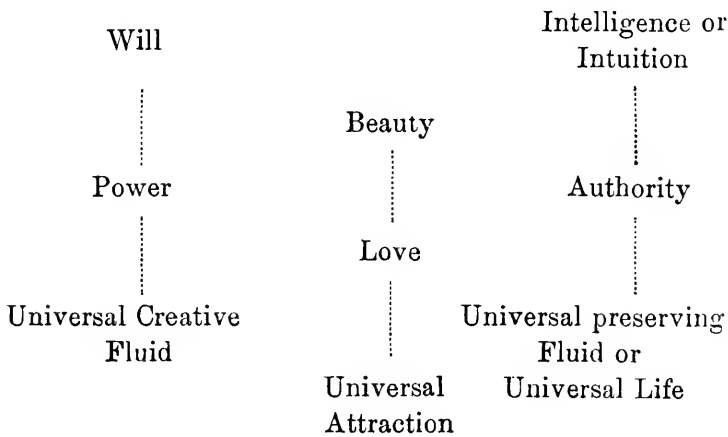 Will
Power
Universal Creative
Fluid
Beauty
Love
Universal
Attraction
Intelligence or
Intuition
Authority
Universal preserving
Fluid or
Universal Life